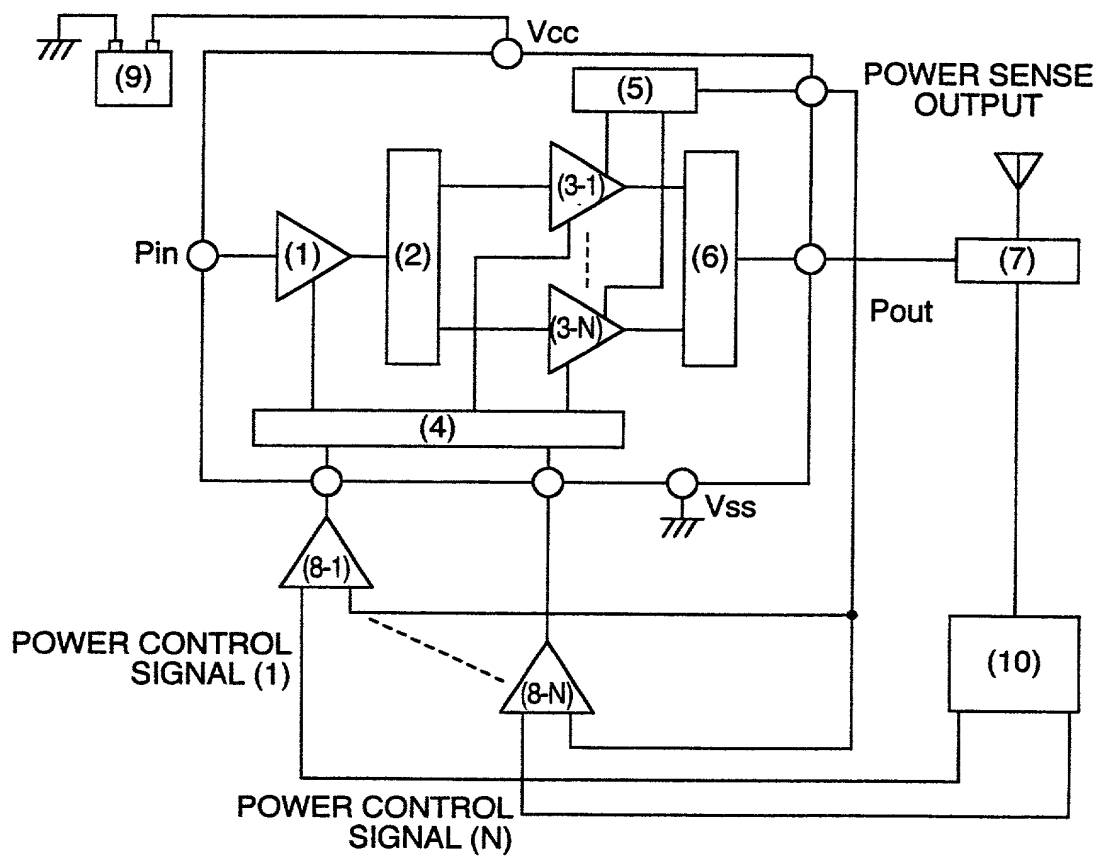 Vcc
(9)
(5)
POWER SENSE
OUTPUT
(3-1)
Pin
(1)
(2)
(6)
(7)
(3-N)
Pout
(4)
Vss
(8-1)
POWER CONTROL
SIGNAL (1)
(10)
(8-N)
POWER CONTROL
SIGNAL (N)